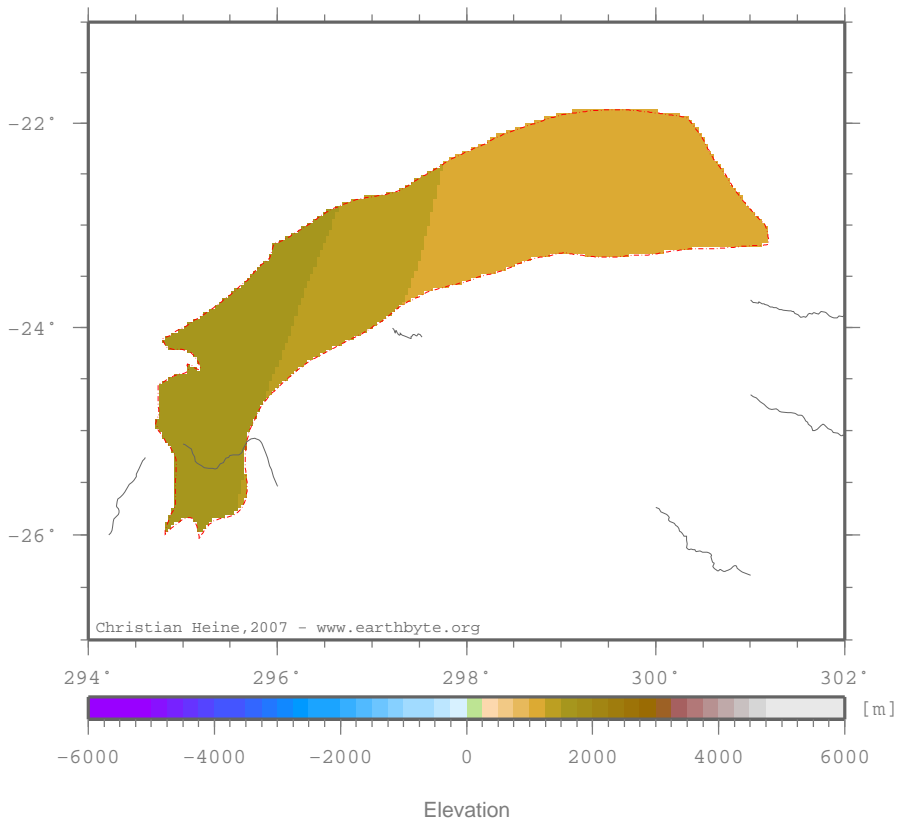 −22°
−24°
−26°
Christian Heine,2007 - www.earthbyte.org
294° 296° 298° 300° 302°
[m]
−6000 −4000 −2000 0 2000 4000 6000
Elevation